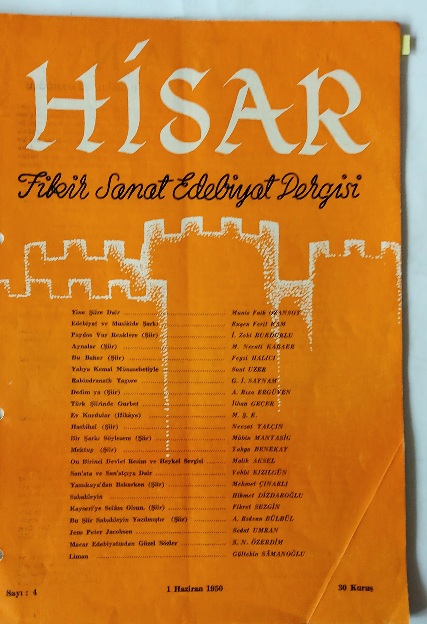 HİSAR
Fikir Sanat Edebiyat Dergisi
Yine Şiire Dair Munis Faik OZANSOY
Edebiyat ve Musikide Şarkı Ruşen Ferit KAM
Payıma Var Renklere (Şiir) İ. Zeki BURDURLU
Aynalar (Şiir) M. Necati KARAER
Bu Bahar (Şiir) Feyzi HALICI
Yahya Kemal Münasebetiyle Suat UZER
Rabindranath Tagore G. İ. SAYNAM
Dedim ya (Şiir) A. Rıza ERGÜVEN
Türk Şiirinde Gurbet İlhan GEÇER
Ev Kurdular (Hikâye) M. Ş. E.
Hasbihal (Şiir) Nevzat YALÇIN
Bir Şarkı Söylesem (Şiir) Mübin MANYASİG
Mektup (Şiir) Yahya BENEKAY
On Birinci Devlet Resim ve Heykel Sergisi Malik AKSEL
San'ata ve San'atçıya Dair Vehbi KIZILGÜN
Yamakaya'dan Bakarken (Şiir) Mehmet ÇINARLI
Sabahleyin Hikmet DİZDAROĞLU
Kayseri'ye Selâm Olsun. (Şiir) Fikret SEZGİN
Bu Şiir Sabahleyin Yazılmıştır (Şiir) A. Rıdvan BÜLBÜL
Jens Peter Jacobsen Sedat UMRAN
Macar Edebiyatından Güzel Sözler B. N. ÖZERDİM
Liman Gültekin SÂMANOĞLU
Sayı : 4 1 Haziran 1950 30 Kuruş